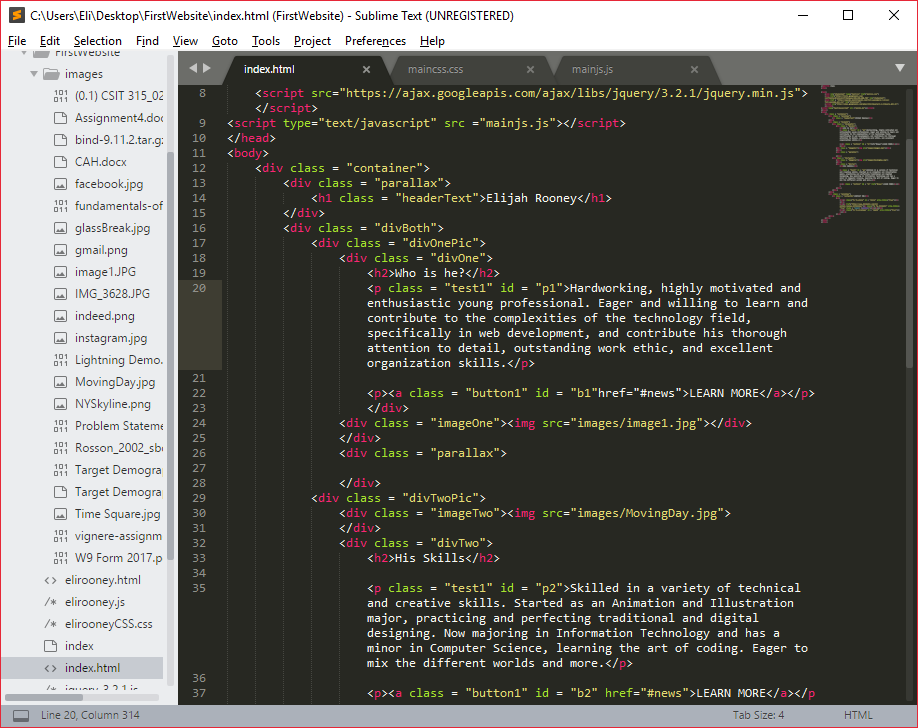 C:\Users\Eli\Desktop\FirstWebsite\index.html (FirstWebsite) - Sublime Text (UNREGISTERED)
File Edit Selection Find View Goto Tools Project Preferences Help
FirstWebsite
images
(0.1) CSIT 315_02
Assignment4.doc
bind-9.11.2.tar.gz
CAH.docx
facebook.jpg
fundamentals-of
glassBreak.jpg
gmail.png
image1.JPG
IMG_3628.JPG
indeed.png
instagram.jpg
Lightning Demo.
MovingDay.jpg
NYSkyline.png
Problem Stateme
Rosson_2002_sb
Target Demogra
Target Demogra
Time Square.jpg
vignere-assignm
W9 Form 2017.p
elirooney.html
elirooney.js
elirooneyCSS.css
index
index.html
jquery-3.2.1.js
index.html maincss.css mainjs.js
8 <script src="https://ajax.googleapis.com/ajax/libs/jquery/3.2.1/jquery.min.js">
</script>
9 <script type="text/javascript" src ="mainjs.js"></script>
10 </head>
11 <body>
12 <div class = "container">
13 <div class = "parallax">
14 <h1 class = "headerText">Elijah Rooney</h1>
15 </div>
16 <div class = "divBoth">
17 <div class = "divOnePic">
18 <div class = "divOne">
19 <h2>Who is he?</h2>
20 <p class = "test1" id = "p1">Hardworking, highly motivated and
enthusiastic young professional. Eager and willing to learn and
contribute to the complexities of the technology field,
specifically in web development, and contribute his thorough
attention to detail, outstanding work ethic, and excellent
organization skills.</p>
21
22 <p><a class = "button1" id = "b1"href="#news">LEARN MORE</a></p>
23 </div>
24 <div class = "imageOne"><img src="images/image1.jpg"></div>
25 </div>
26 <div class = "parallax">
27
28 </div>
29 <div class = "divTwoPic">
30 <div class = "imageTwo"><img src="images/MovingDay.jpg">
31 </div>
32 <div class = "divTwo">
33 <h2>His Skills</h2>
34
35 <p class = "test1" id = "p2">Skilled in a variety of technical
and creative skills. Started as an Animation and Illustration
major, practicing and perfecting traditional and digital
designing. Now majoring in Information Technology and has a
minor in Computer Science, learning the art of coding. Eager to
mix the different worlds and more.</p>
36
37 <p><a class = "button1" id = "b2" href="#news">LEARN MORE</a></p
Line 20, Column 314 Tab Size: 4 HTML